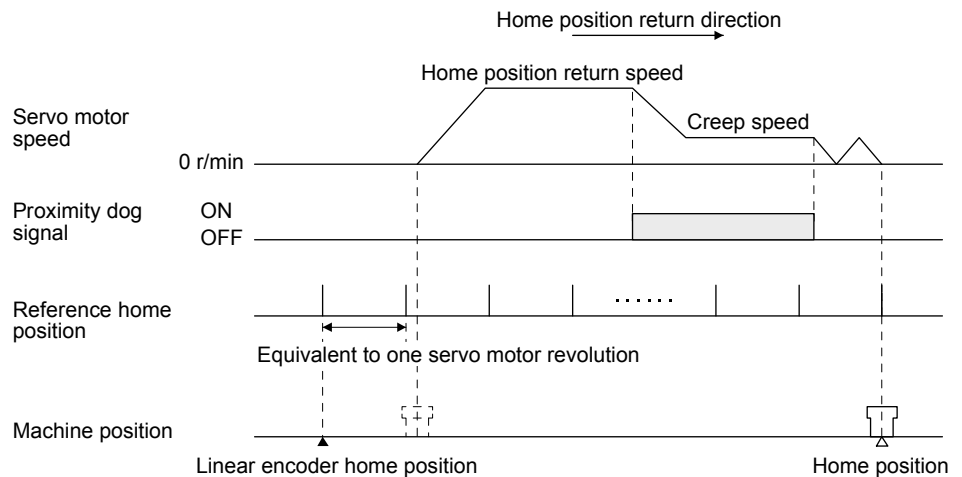 Home position return direction
Home position return speed
Servo motor
speed
Creep speed
0 r/min
Proximity dog
signal
ON
OFF
Reference home
position
Equivalent to one servo motor revolution
Machine position
Linear encoder home position
Home position